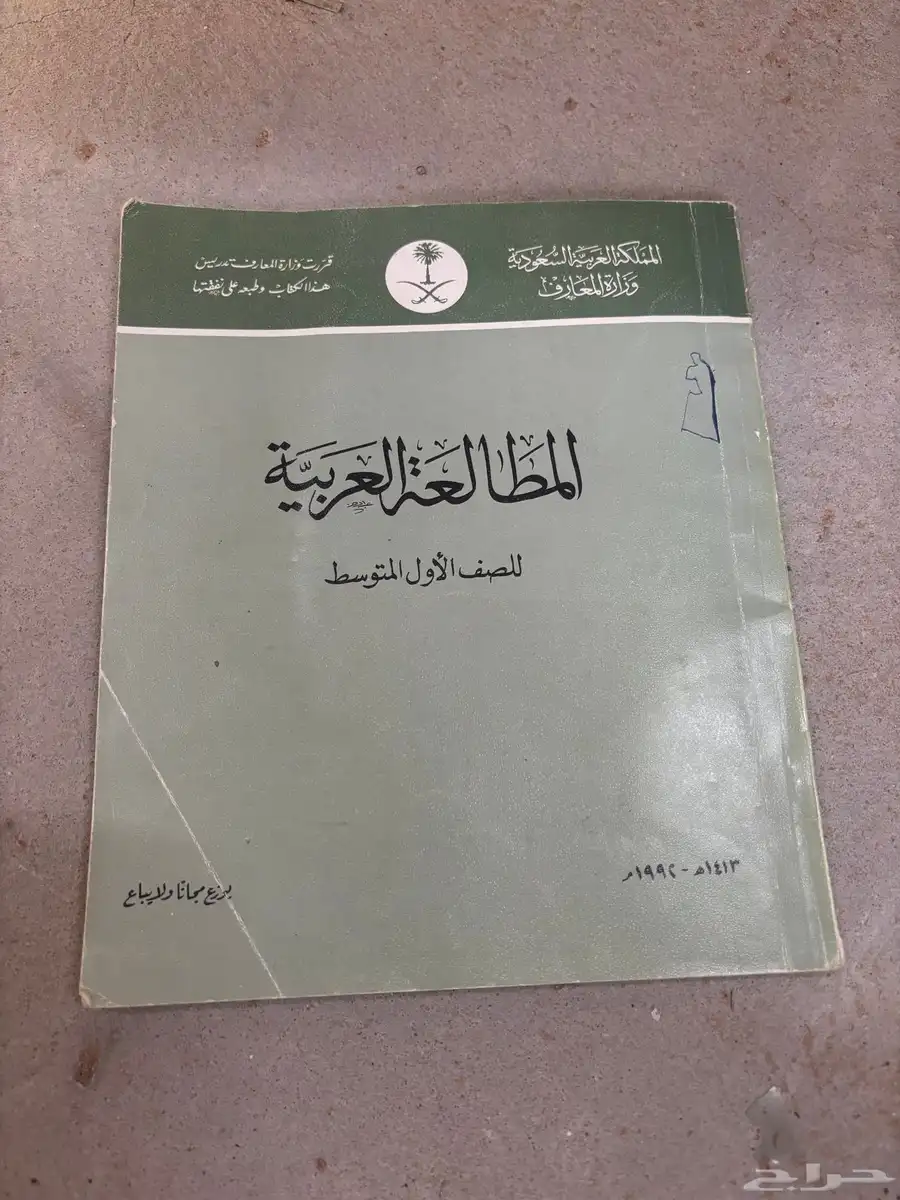 المملكة العربية السعودية
وزارة المعارف
قررت وزارة المعارف تدريس
هذا الكتاب وطبعه على نفقتها
المطالعة العربية
للصف الأول المتوسط
١٤١٣هـ - ١٩٩٢م
يوزع مجانًا ولا يباع
حراج